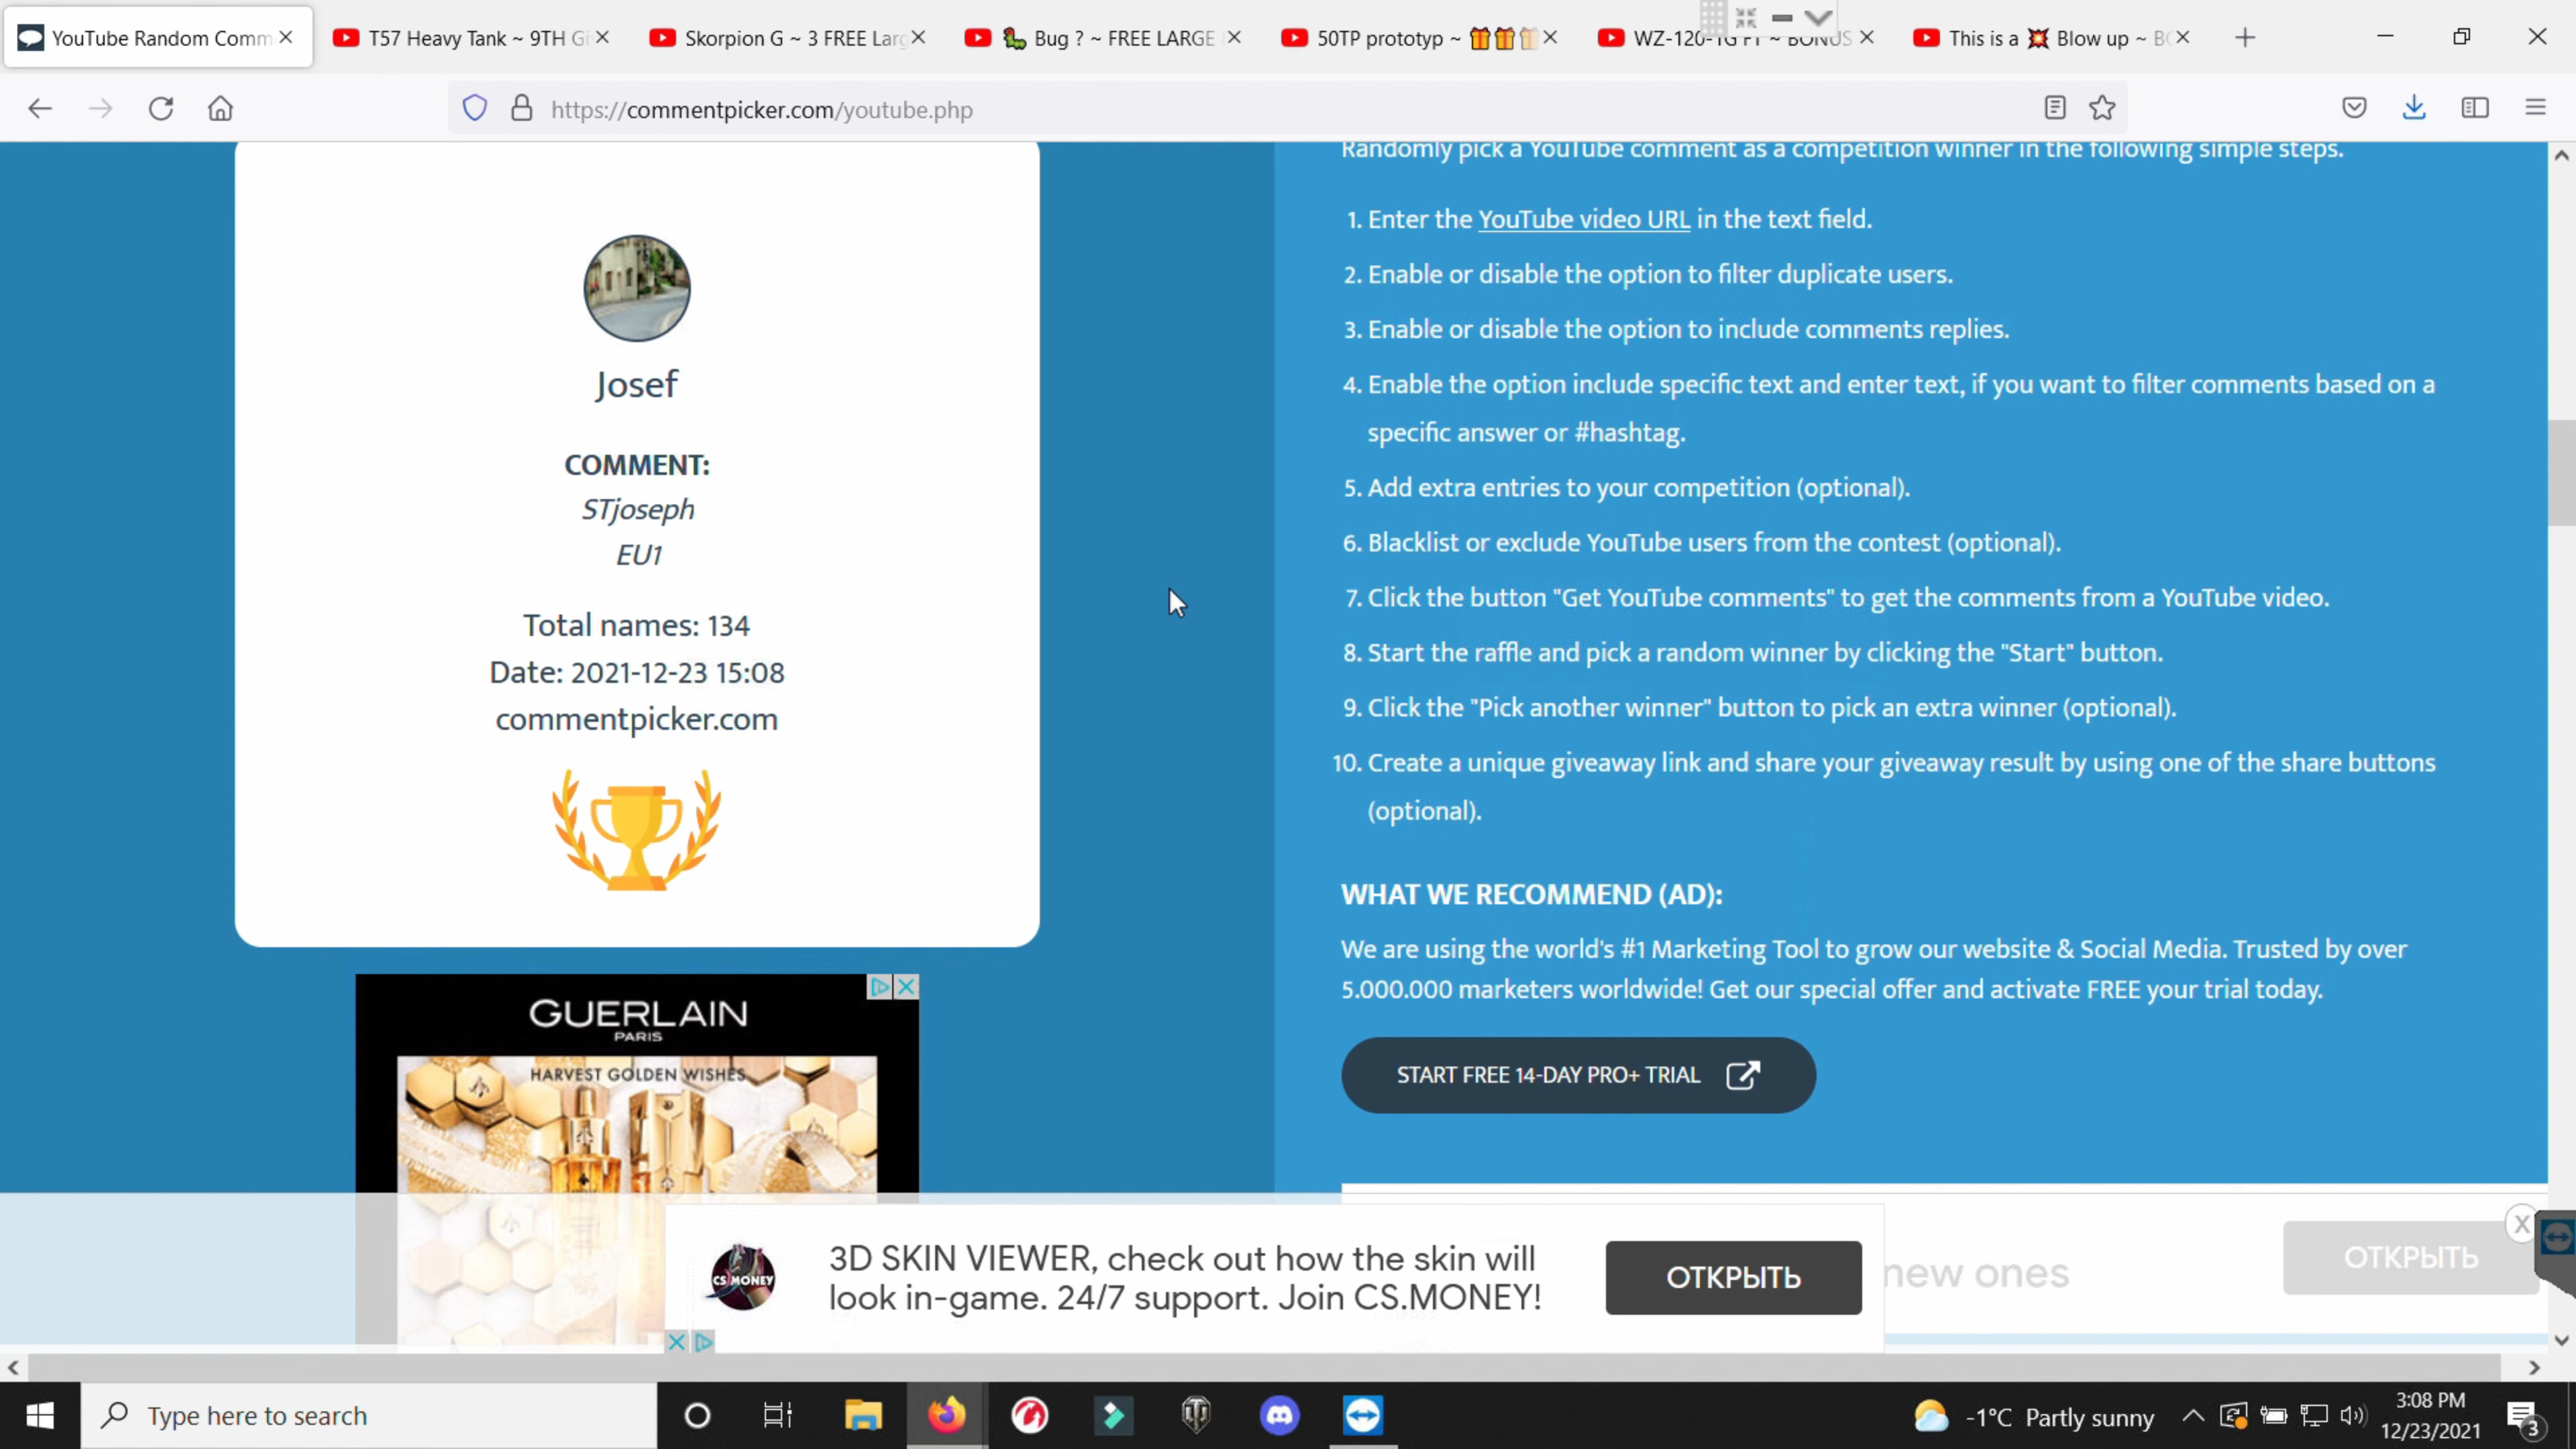 YouTube Random Comm
T57 Heavy Tank ~ 9TH Gi
Skorpion G ~ 3 FREE Larg
Bug ? ~ FREE LARGE
50TP prototyp ~
WZ-120-1G FT ~ BONUS
This is a 💥 Blow up ~ BO
https://commentpicker.com/youtube.php
Josef
COMMENT:
STjoseph
EU1
Total names: 134
Date: 2021-12-23 15:08
commentpicker.com
Randomly pick a YouTube comment as a competition winner in the following simple steps.
1. Enter the YouTube video URL in the text field.
2. Enable or disable the option to filter duplicate users.
3. Enable or disable the option to include comments replies.
4. Enable the option include specific text and enter text, if you want to filter comments based on a
specific answer or #hashtag.
5. Add extra entries to your competition (optional).
6. Blacklist or exclude YouTube users from the contest (optional).
7. Click the button "Get YouTube comments" to get the comments from a YouTube video.
8. Start the raffle and pick a random winner by clicking the "Start" button.
9. Click the "Pick another winner" button to pick an extra winner (optional).
10. Create a unique giveaway link and share your giveaway result by using one of the share buttons
(optional).
WHAT WE RECOMMEND (AD):
We are using the world's #1 Marketing Tool to grow our website & Social Media. Trusted by over
5.000.000 marketers worldwide! Get our special offer and activate FREE your trial today.
START FREE 14-DAY PRO+ TRIAL
GUERLAIN
PARIS
HARVEST GOLDEN WISHES
CS.MONEY
3D SKIN VIEWER, check out how the skin will
look in-game. 24/7 support. Join CS.MONEY!
ОТКРЫТЬ
new ones
ОТКРЫТЬ
Type here to search
-1°C Partly sunny
3:08 PM
12/23/2021
3